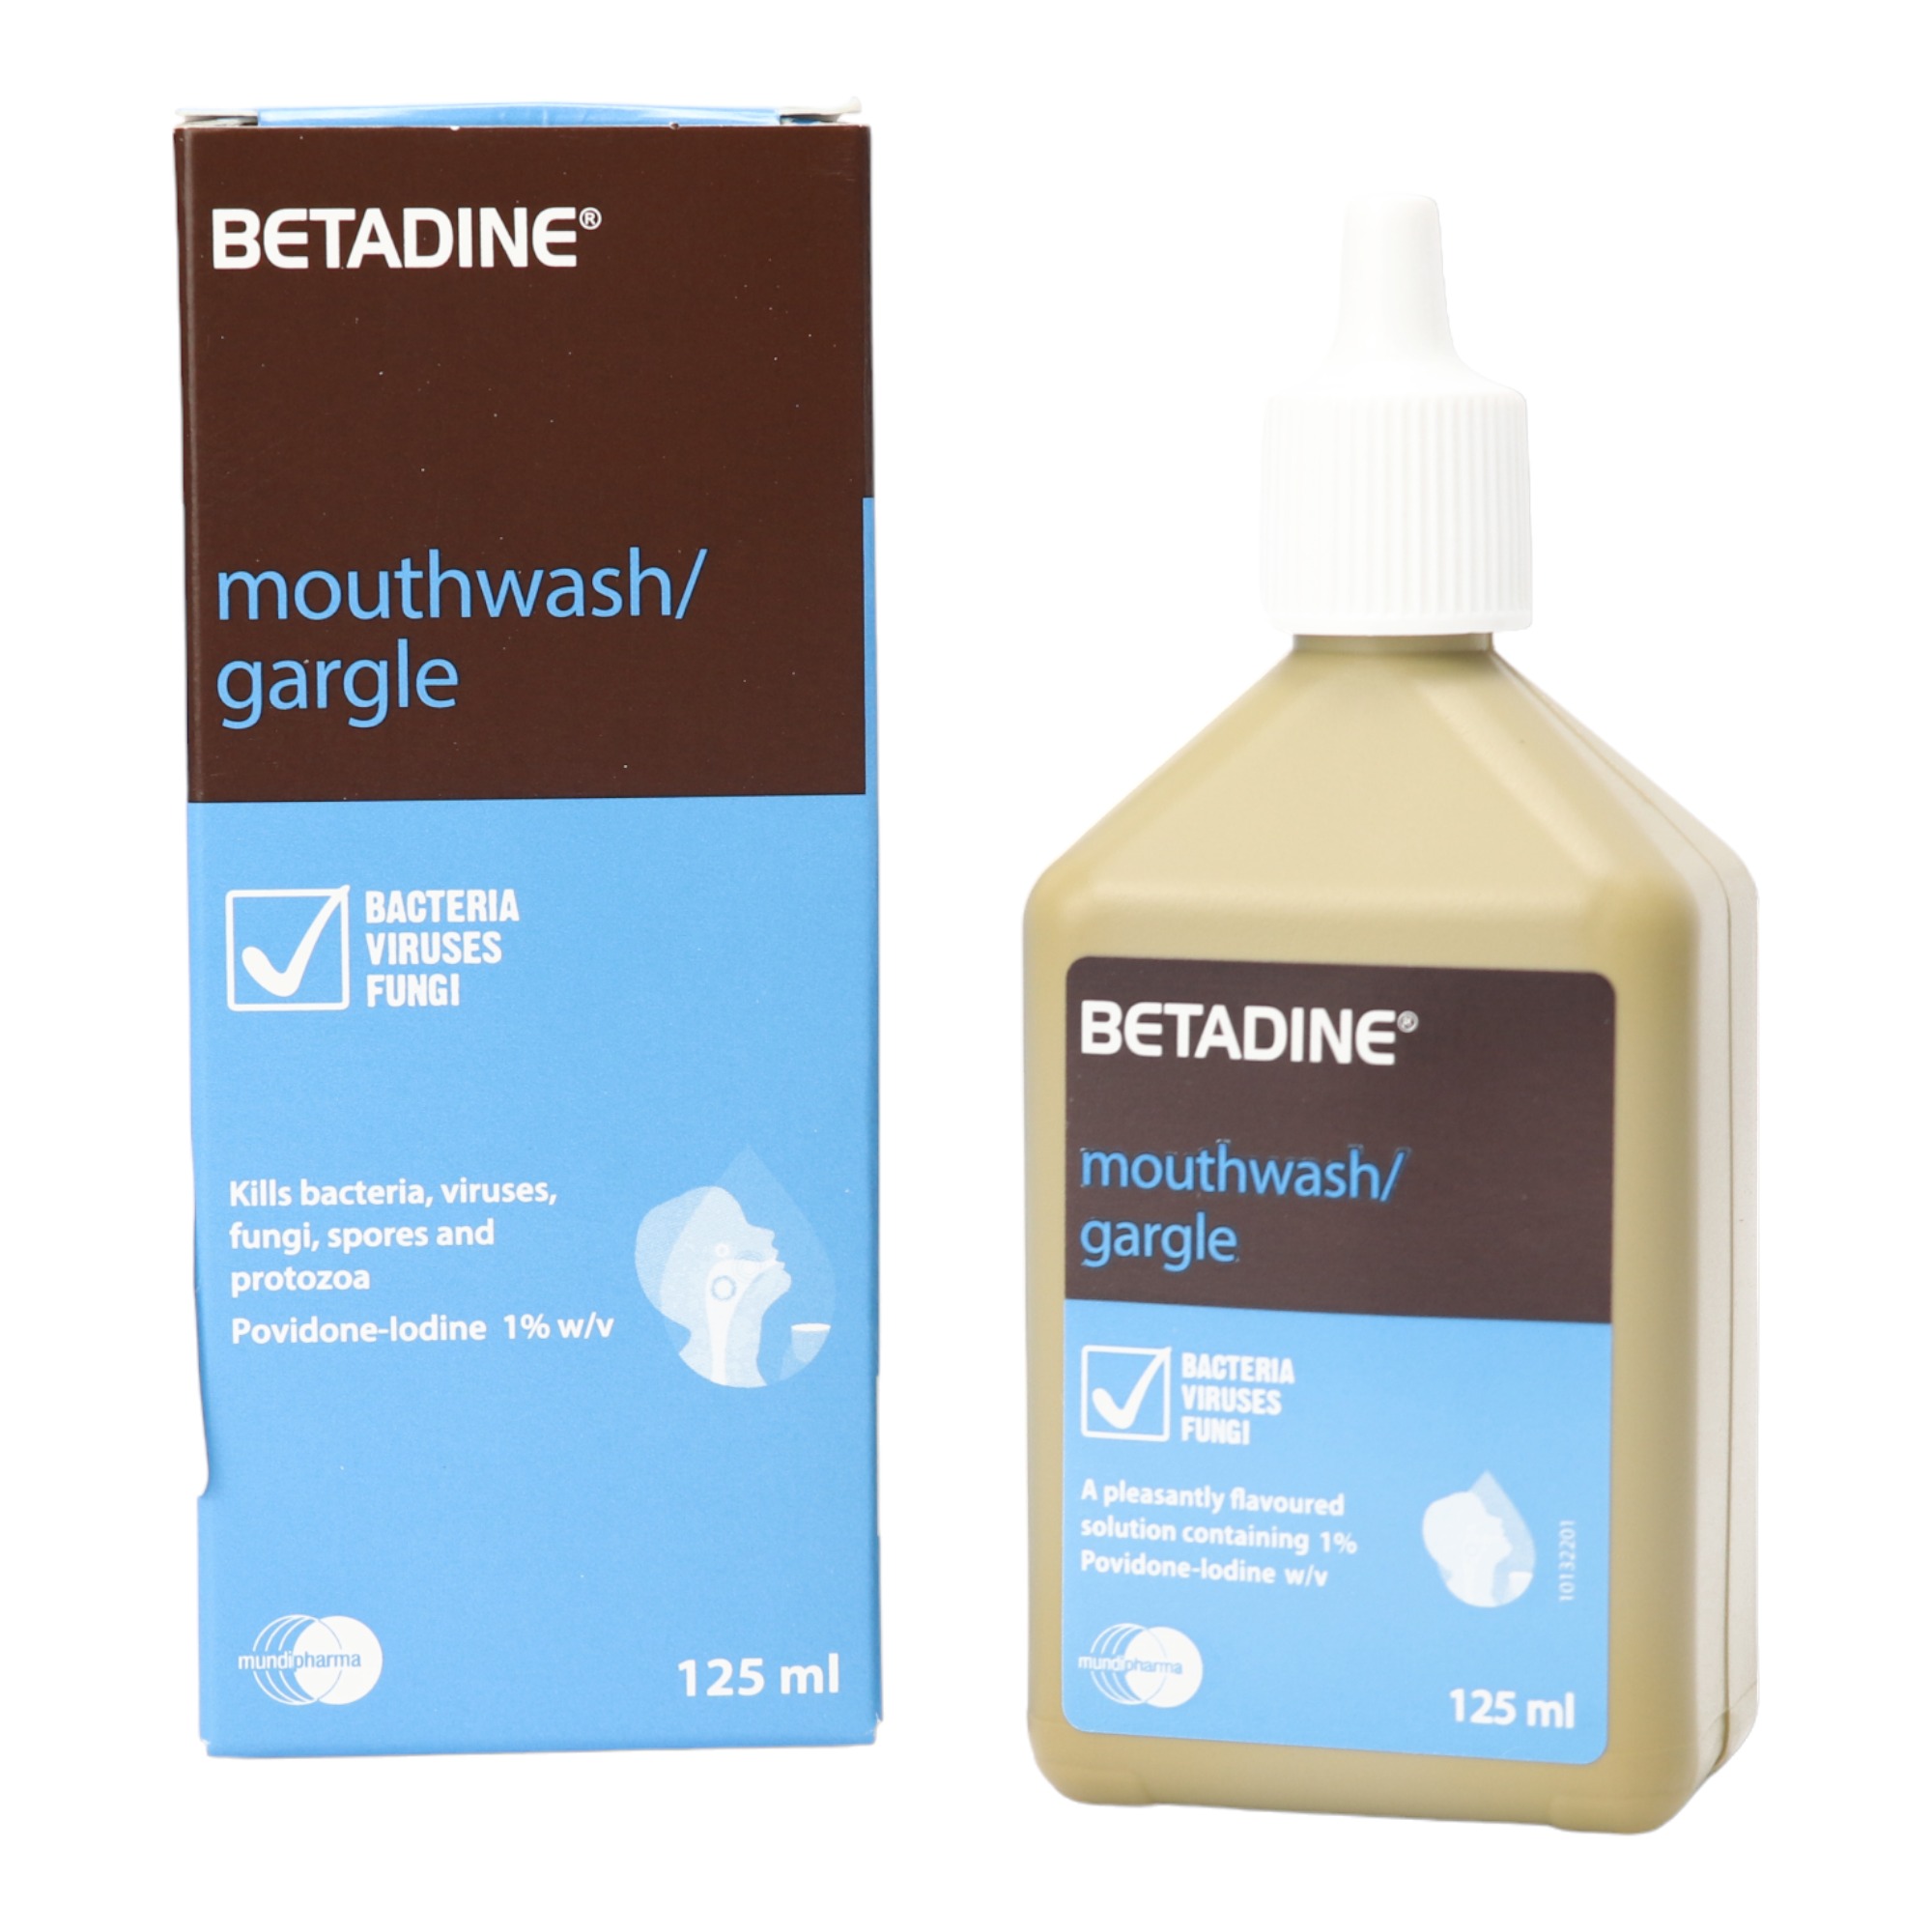 BETADINE®
mouthwash/
gargle
BACTERIA
VIRUSES
FUNGI
Kills bacteria, viruses,
fungi, spores and
protozoa
Povidone-Iodine 1% w/v
mundipharma
125 ml
BETADINE®
mouthwash/
gargle
BACTERIA
VIRUSES
FUNGI
A pleasantly flavoured
solution containing 1%
Povidone-Iodine w/v
10132201
mundipharma
125 ml